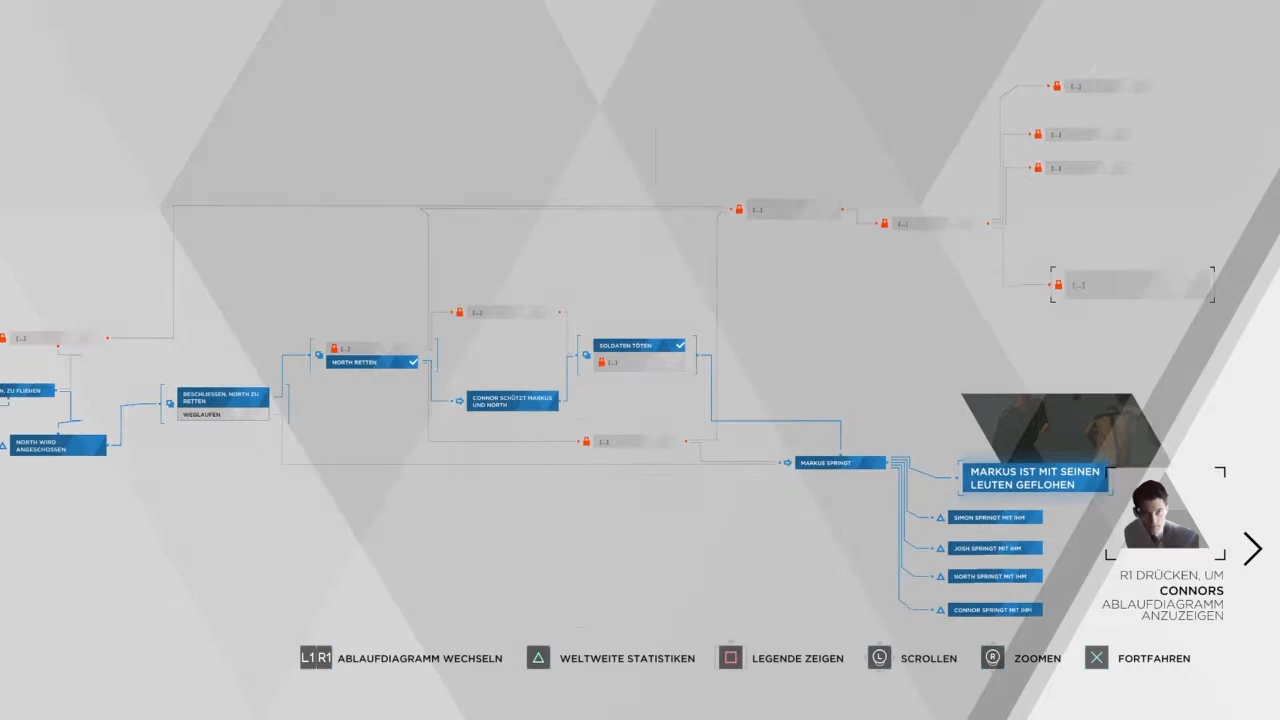 [...]
[...]
[...]
[...]
[...]
[...]
[...]
[...]
[...]
SOLDATEN TÖTEN
[...]
NORTH RETTEN
N, ZU FLIEHEN
BESCHLIESSEN, NORTH ZU
RETTEN
WEGLAUFEN
CONNOR SCHÜTZT MARKUS
UND NORTH
NORTH WIRD
ANGESCHOSSEN
[...]
MARKUS SPRINGT
MARKUS IST MIT SEINEN
LEUTEN GEFLOHEN
SIMON SPRINGT MIT IHM
JOSH SPRINGT MIT IHM
NORTH SPRINGT MIT IHM
CONNOR SPRINGT MIT IHM
R1 DRÜCKEN, UM
CONNORS
ABLAUFDIAGRAMM
ANZUZEIGEN
L1 R1 ABLAUFDIAGRAMM WECHSELN
WELTWEITE STATISTIKEN
LEGENDE ZEIGEN
L SCROLLEN
R ZOOMEN
FORTFAHREN